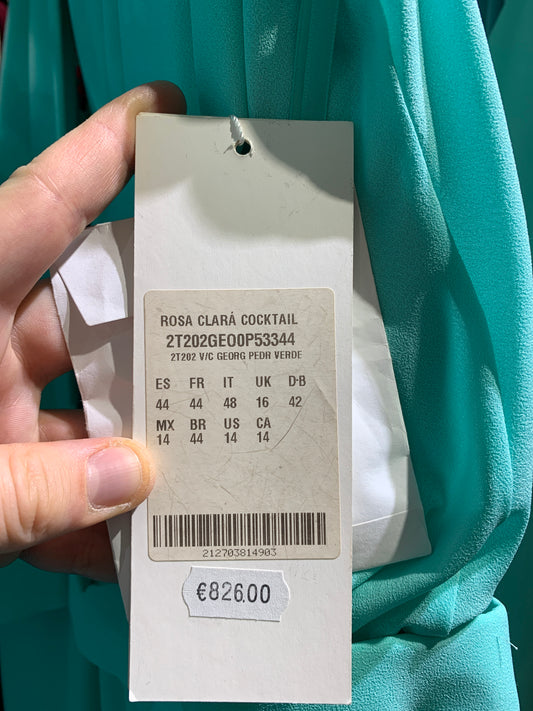 ROSA CLARÁ COCKTAIL
2T202GEO0P53344
2T202 V/C GEORG PEDR VERDE
ES FR IT UK D-B
44 44 48 16 42
MX BR US CA
14 44 14 14
212703814903
€826.00